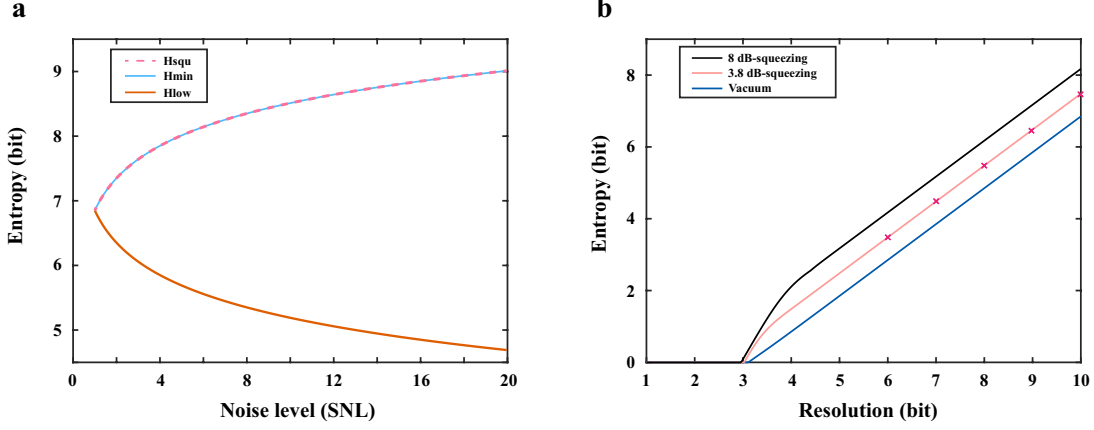 a
Entropy (bit)
9
8
7
6
5
Hsqu
Hmin
Hlow
0 4 8 12 16 20
Noise level (SNL)
b
Entropy (bit)
8
6
4
2
0
8 dB-squeezing
3.8 dB-squeezing
Vacuum
1 2 3 4 5 6 7 8 9 10
Resolution (bit)